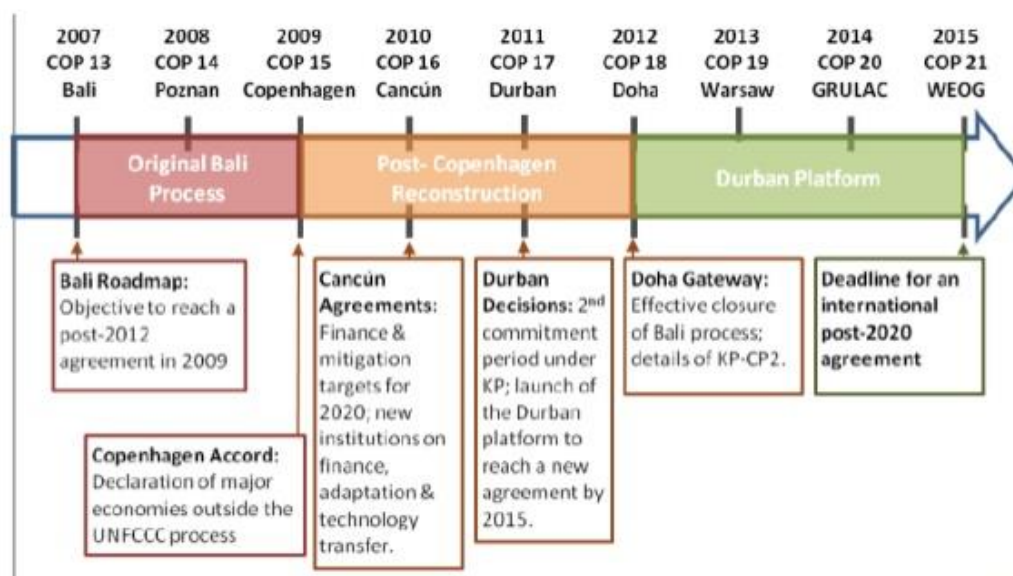 2007
COP 13
Bali
2008
COP 14
Poznan
2009
COP 15
Copenhagen
2010
COP 16
Cancún
2011
COP 17
Durban
2012
COP 18
Doha
2013
COP 19
Warsaw
2014
COP 20
GRULAC
2015
COP 21
WEOG
Original Bali
Process
Post- Copenhagen
Reconstruction
Durban Platform
Bali Roadmap:
Objective to reach a
post-2012
agreement in 2009
Copenhagen Accord:
Declaration of major
economies outside the
UNFCCC process
Cancún
Agreements:
Finance &
mitigation
targets for
2020; new
institutions on
finance,
adaptation &
technology
transfer.
Durban
Decisions: 2nd
commitment
period under
KP; launch of
the Durban
platform to
reach a new
agreement by
2015.
Doha Gateway:
Effective closure
of Bali process;
details of KP-CP2.
Deadline for an
international
post-2020
agreement